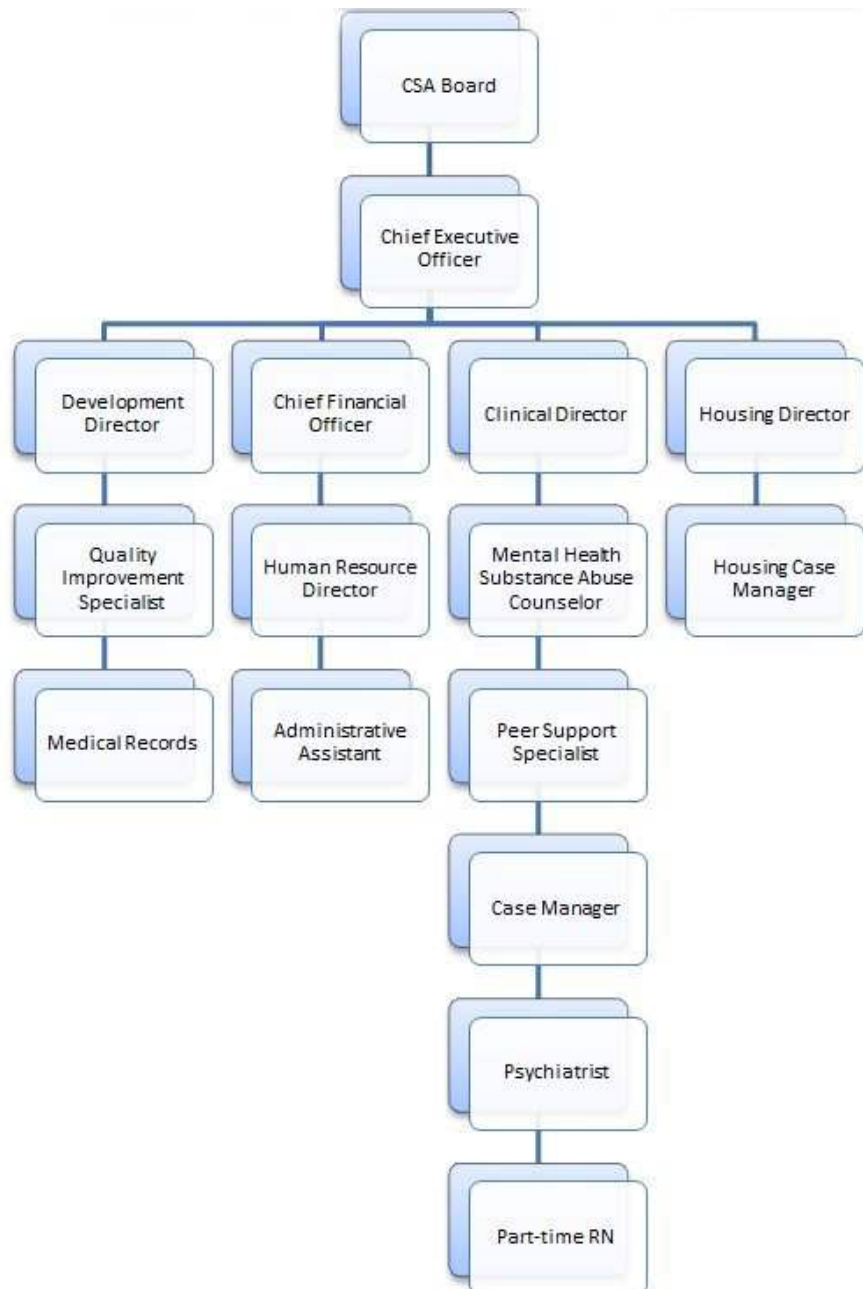 CSA Board
Chief Executive
Officer
Development
Director
Chief Financial
Officer
Clinical Director
Housing Director
Quality
Improvement
Specialist
Human Resource
Director
Mental Health
Substance Abuse
Counselor
Housing Case
Manager
Medical Records
Administrative
Assistant
Peer Support
Specialist
Case Manager
Psychiatrist
Part-time RN